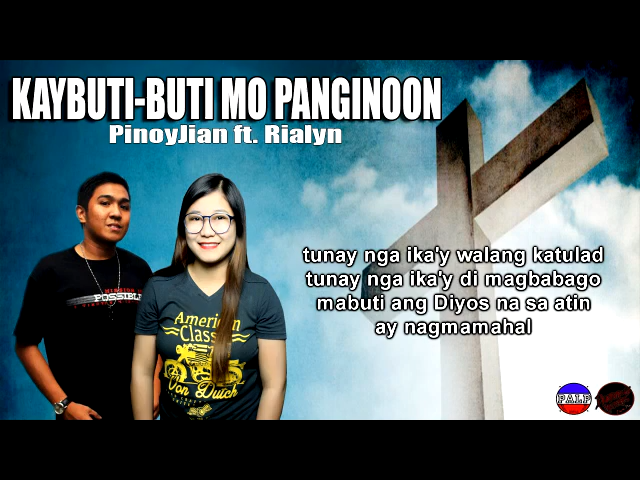 KAYBUTI-BUTI MO PANGINOON
PinoyJian ft. Rialyn
tunay nga ika'y walang katulad
tunay nga ika'y di magbabago
mabuti ang Diyos na sa atin
ay nagmamahal
POSSIBLE
American
Classic
Von Dutch
PALP